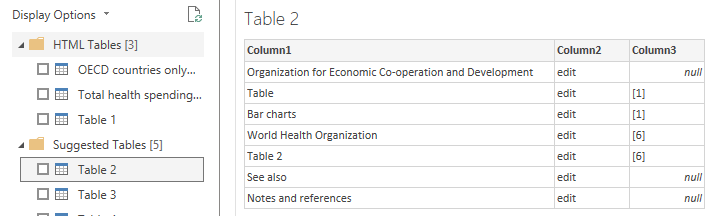 Display Options
HTML Tables [3]
OECD countries only...
Total health spending...
Table 1
Suggested Tables [5]
Table 2
Table 3
Table 2
Column1 Column2 Column3
Organization for Economic Co-operation and Development edit null
Table edit [1]
Bar charts edit [1]
World Health Organization edit [6]
Table 2 edit [6]
See also edit null
Notes and references edit null